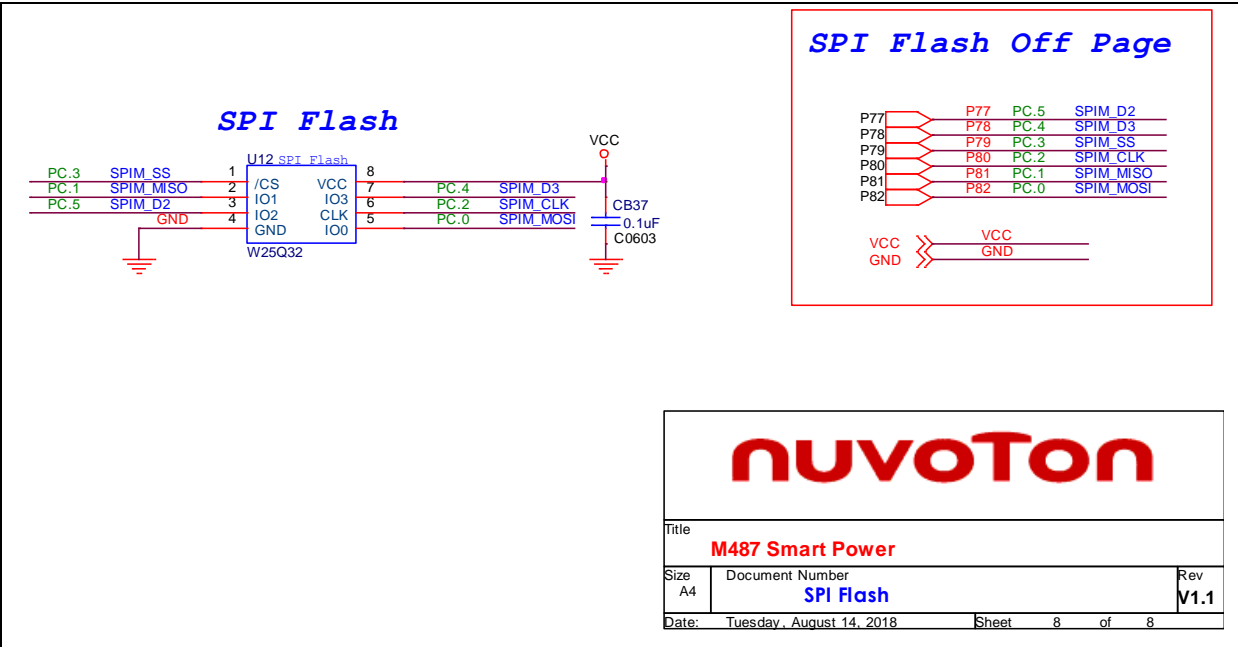 SPI Flash Off Page
P77 P77 PC.5 SPIM_D2
P78 P78 PC.4 SPIM_D3
P79 P79 PC.3 SPIM_SS
P80 P80 PC.2 SPIM_CLK
P81 P81 PC.1 SPIM_MISO
P82 P82 PC.0 SPIM_MOSI
VCC VCC
GND GND
SPI Flash
VCC
U12 SPI Flash
PC.3 SPIM_SS 1 /CS VCC 8
PC.1 SPIM_MISO 2 IO1 IO3 7 PC.4 SPIM_D3
PC.5 SPIM_D2 3 IO2 CLK 6 PC.2 SPIM_CLK
GND 4 GND IO0 5 PC.0 SPIM_MOSI
W25Q32
CB37
0.1uF
C0603
nuvoTon
Title
M487 Smart Power
Size Document Number Rev
A4 SPI Flash V1.1
Date: Tuesday, August 14, 2018 Sheet 8 of 8